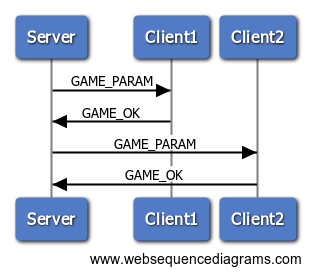 Server Client1 Client2
GAME_PARAM
GAME_OK
GAME_PARAM
GAME_OK
Server Client1 Client2
www.websequencediagrams.com